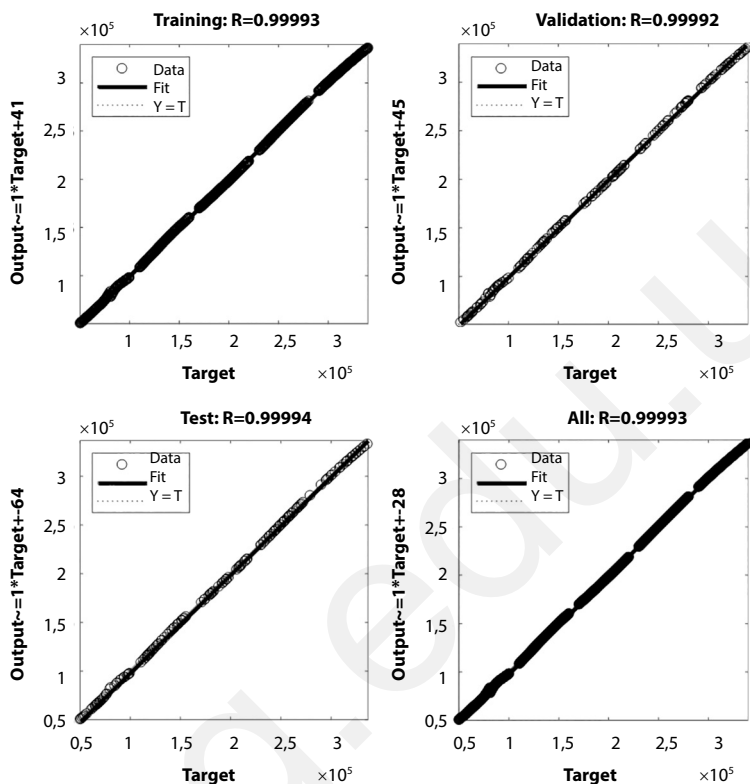 Training: R=0.99993
×10⁵
Data
Fit
Y = T
Output~=1*Target+41
3
2,5
2
1,5
1
1
1,5
2
2,5
3
Target
×10⁵
Validation: R=0.99992
×10⁵
Data
Fit
Y = T
Output~=1*Target+45
3
2,5
2
1,5
1
1
1,5
2
2,5
3
Target
×10⁵
Test: R=0.99994
×10⁵
Data
Fit
Y = T
Output~=1*Target+-64
3
2,5
2
1,5
1
0,5
0,5
1
1,5
2
2,5
3
Target
×10⁵
All: R=0.99993
×10⁵
Data
Fit
Y = T
Output~=1*Target+-28
3
2,5
2
1,5
1
0,5
0,5
1
1,5
2
2,5
3
Target
×10⁵
a.edu.u